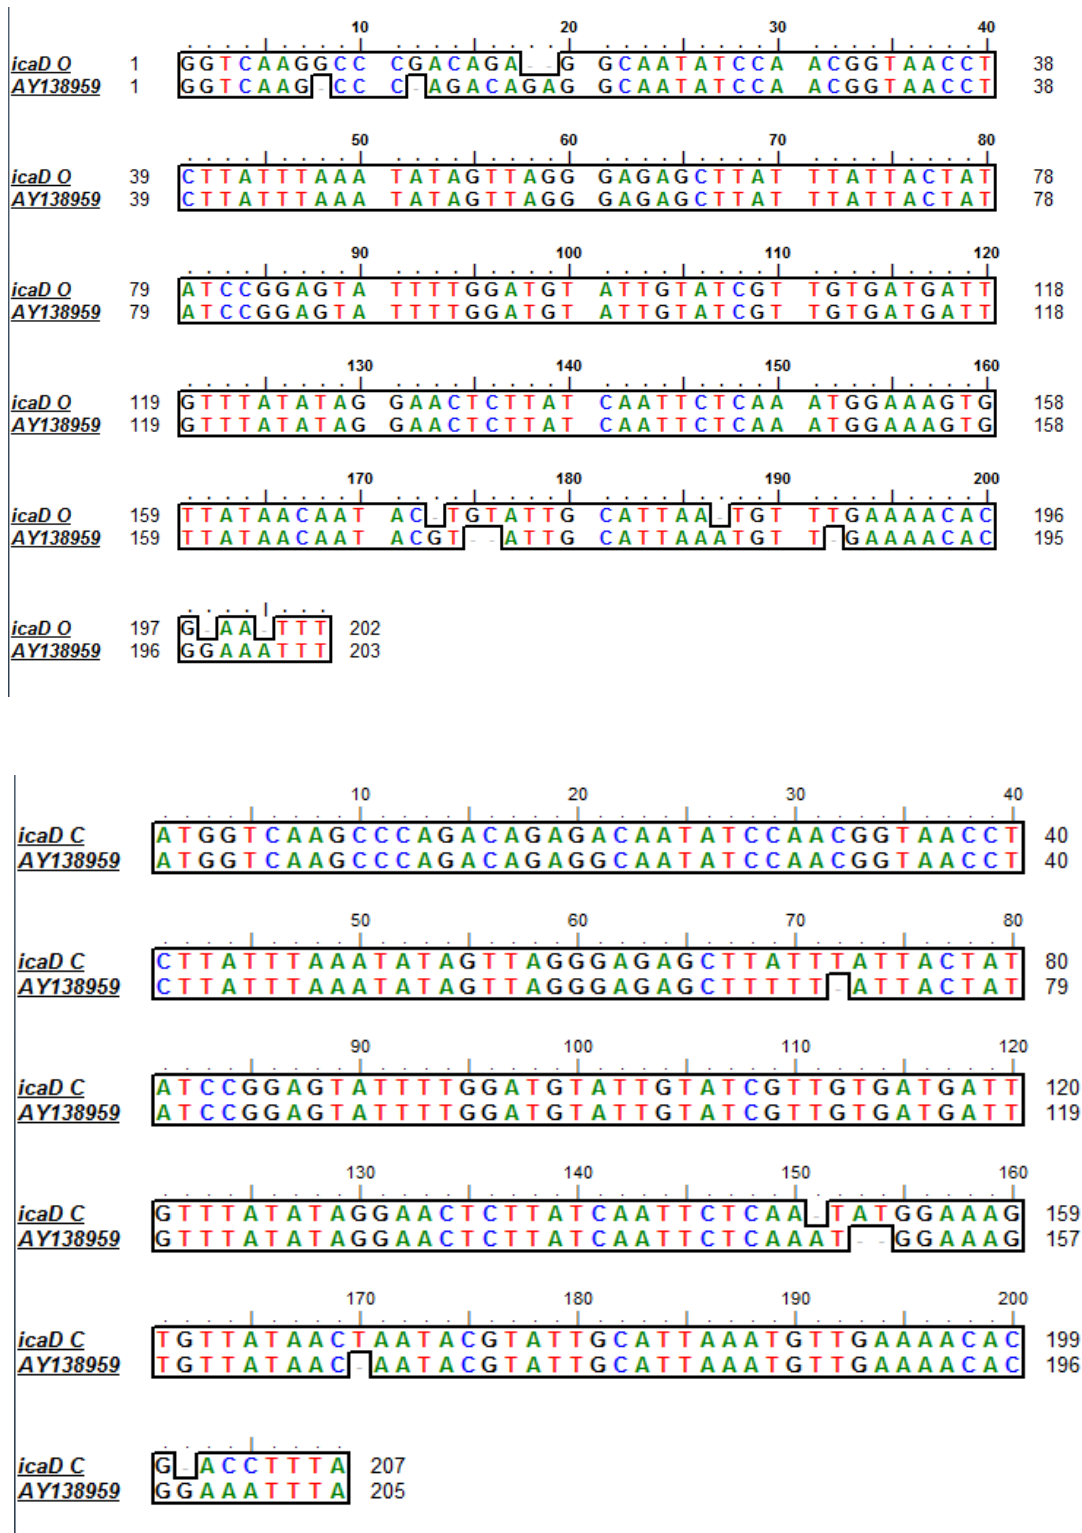 10 20 30 40
icaD O 1 GGTCAAGGCC CGACAGA--G GCAATATCCA ACGGTAACCT 38
AY138959 1 GGTCAAG-CC C-AGACAGAG GCAATATCCA ACGGTAACCT 38
50 60 70 80
icaD O 39 CTTATTTAAA TATAGTTAGG GAGAGCTTAT TTATTACTAT 78
AY138959 39 CTTATTTAAA TATAGTTAGG GAGAGCTTAT TTATTACTAT 78
90 100 110 120
icaD O 79 ATCCGGAGTA TTTTGGATGT ATTGTATCGT TGTGATGATT 118
AY138959 79 ATCCGGAGTA TTTTGGATGT ATTGTATCGT TGTGATGATT 118
130 140 150 160
icaD O 119 GTTTATATAG GAACTCTTAT CAATTCTCAA ATGGAAAGTG 158
AY138959 119 GTTTATATAG GAACTCTTAT CAATTCTCAA ATGGAAAGTG 158
170 180 190 200
icaD O 159 TTATAACAAT AC-TGTATTG CATTAA-TGT TTGAAAACAC 196
AY138959 159 TTATAACAAT ACGT--ATTG CATTAAATGT T-GAAAACAC 195
icaD O 197 G-AA-TTT 202
AY138959 196 GGAAATTT 203
10 20 30 40
icaD C ATGGTCAAGCCCAGACAGAGACAATATCCAACGGTAACCT 40
AY138959 ATGGTCAAGCCCAGACAGAGGCAATATCCAACGGTAACCT 40
50 60 70 80
icaD C CTTATTTAAATATAGTTAGGGAGAGCTTATTTATTACTAT 80
AY138959 CTTATTTAAATATAGTTAGGGAGAGCTTTTT-ATTACTAT 79
90 100 110 120
icaD C ATCCGGAGTATTTTGGATGTATTGTATCGTTGTGATGATT 120
AY138959 ATCCGGAGTATTTTGGATGTATTGTATCGTTGTGATGATT 119
130 140 150 160
icaD C GTTTATATAGGAACTCTTATCAATTCTCAA-TATGGAAAG 159
AY138959 GTTTATATAGGAACTCTTATCAATTCTCAAAT--GGAAAG 157
170 180 190 200
icaD C TGTTATAACTAATACGTATTGCATTAAATGTTGAAAACAC 199
AY138959 TGTTATAAC-AATACGTATTGCATTAAATGTTGAAAACAC 196
icaD C G-ACCTTTA 207
AY138959 GGAAATTTA 205